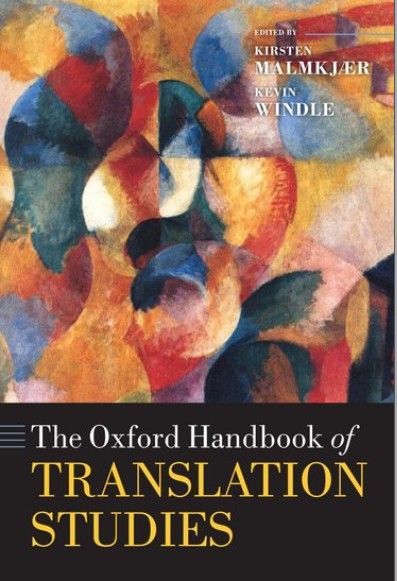 EDITED BY
KIRSTEN
MALMKJÆR
KEVIN
WINDLE
The Oxford Handbook of
TRANSLATION
STUDIES